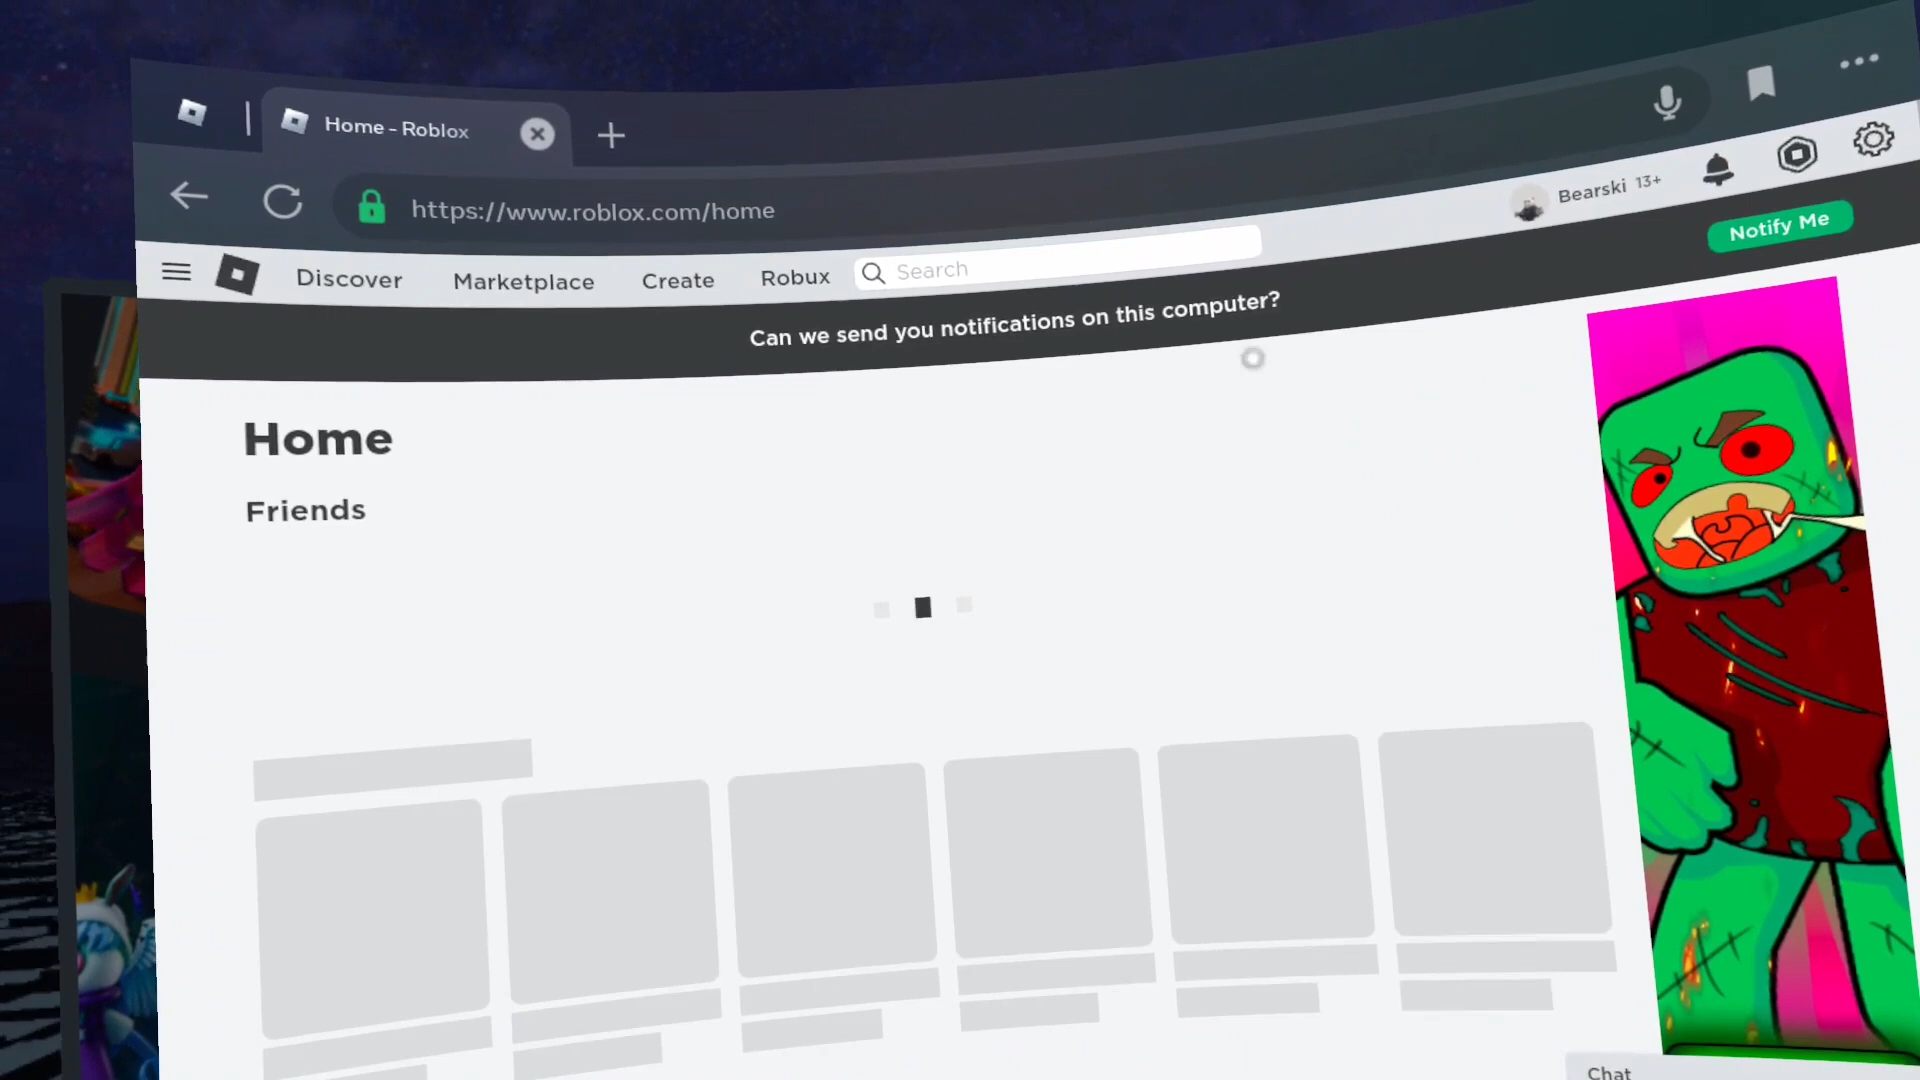 Home - Roblox
https://www.roblox.com/home
Bearski 13+
Discover
Marketplace
Create
Robux
Search
Can we send you notifications on this computer?
Notify Me
Home
Friends
Chat